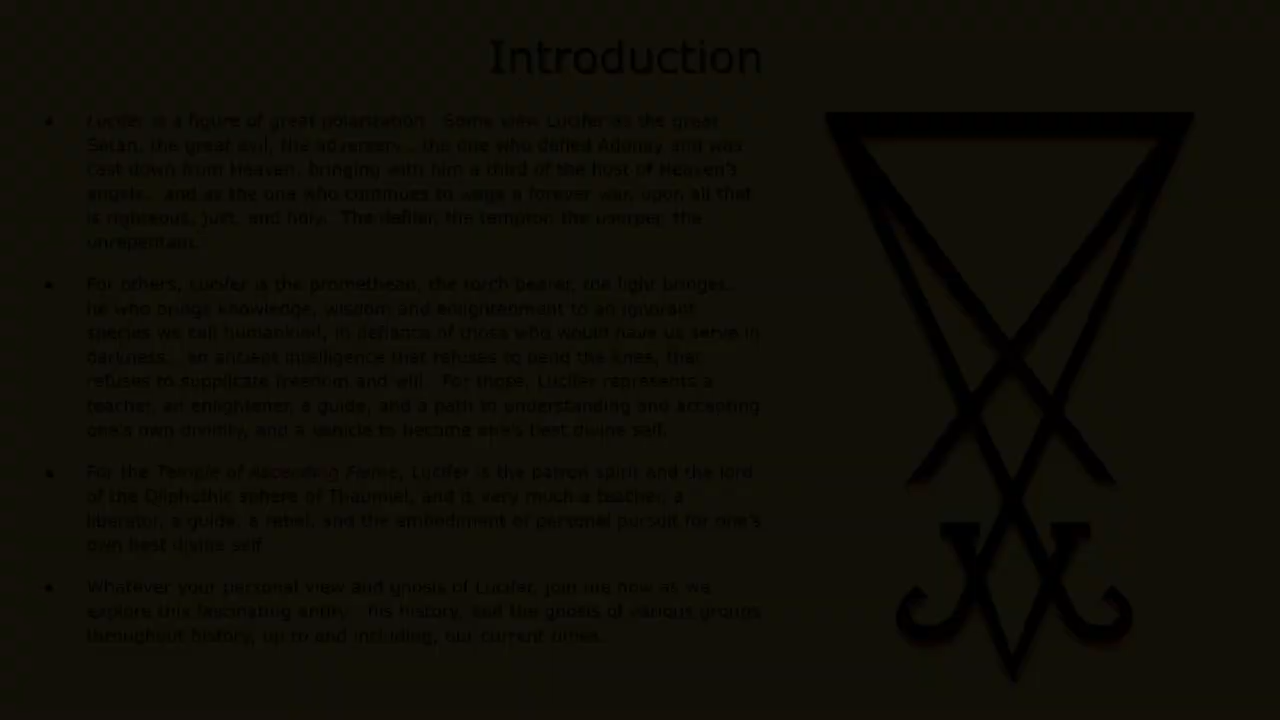 Introduction
• Lucifer is a figure of great polarization. Some view Lucifer as the great
Satan, the great evil, the adversary... the one who defied Adonay and was
cast down from Heaven, bringing with him a third of the host of Heaven's
angels... and as the one who continues to wage a forever war, upon, all that
is righteous, just, and holy. The defiler, the tempter, the usurper, the
unrepentant.
• For others, Lucifer is the promethean, the torch bearer, the light bringer,
he who brings knowledge, wisdom, and enlightenment to an ignorant
species we call humankind, in defiance of those who would have us serve in
darkness... an ancient intelligence that refuses to bend the knee, that
refuses to supplicate freedom and will. For those, Lucifer represents a
teacher, an enlightener, a guide, and a path to understanding and accepting
one's own divinity, and a vehicle to become one's best divine self.
• For the Temple of Ascending Flame, Lucifer is the patron spirit and the lord
of the Qliphothic sphere of Thaumiel, and is very much a teacher, a
liberator, a guide, a rebel, and the embodiment of personal pursuit for one's
own best divine self.
• Whatever your personal view and gnosis of Lucifer, join me now as we
explore this fascinating entity... his history, and the gnosis of various groups
throughout history, up to and including, our current times.